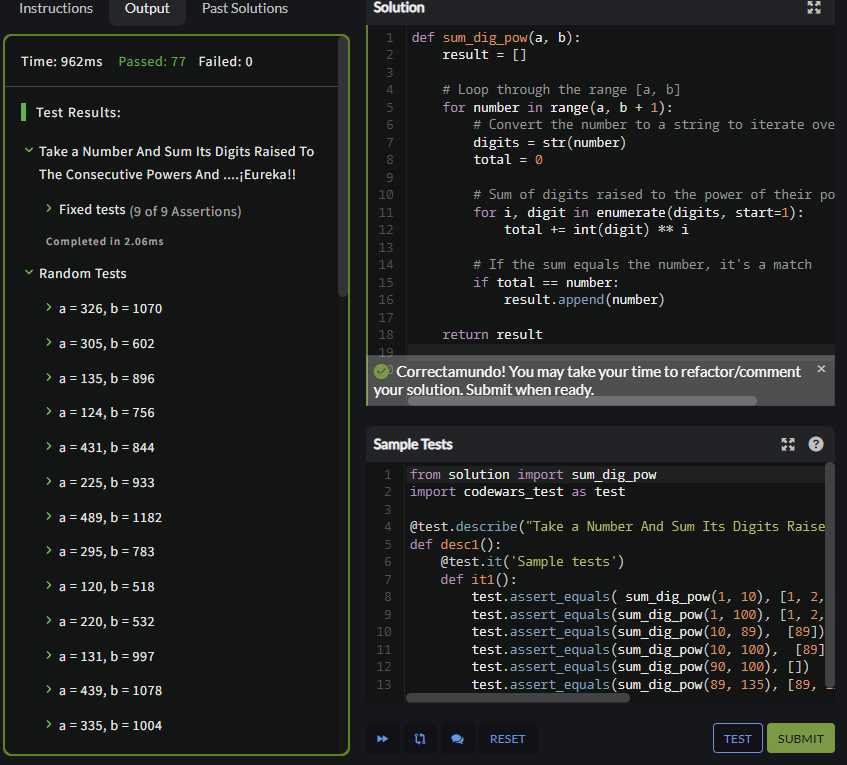 Instructions
Output
Past Solutions
Time: 962ms Passed: 77 Failed: 0
Test Results:
Take a Number And Sum Its Digits Raised To
The Consecutive Powers And ....¡Eureka!!
Fixed tests (9 of 9 Assertions)
Completed in 2.06ms
Random Tests
a = 326, b = 1070
a = 305, b = 602
a = 135, b = 896
a = 124, b = 756
a = 431, b = 844
a = 225, b = 933
a = 489, b = 1182
a = 295, b = 783
a = 120, b = 518
a = 220, b = 532
a = 131, b = 997
a = 439, b = 1078
a = 335, b = 1004
Solution
1 def sum_dig_pow(a, b):
2     result = []
3
4     # Loop through the range [a, b]
5     for number in range(a, b + 1):
6         # Convert the number to a string to iterate ove
7         digits = str(number)
8         total = 0
9
10         # Sum of digits raised to the power of their po
11         for i, digit in enumerate(digits, start=1):
12             total += int(digit) ** i
13
14         # If the sum equals the number, it's a match
15         if total == number:
16             result.append(number)
17
18     return result
19
Correctamundo! You may take your time to refactor/comment
your solution. Submit when ready.
Sample Tests
1 from solution import sum_dig_pow
2 import codewars_test as test
3
4 @test.describe("Take a Number And Sum Its Digits Raise
5 def desc1():
6     @test.it('Sample tests')
7     def it1():
8         test.assert_equals( sum_dig_pow(1, 10), [1, 2,
9         test.assert_equals(sum_dig_pow(1, 100), [1, 2,
10         test.assert_equals(sum_dig_pow(10, 89),  [89])
11         test.assert_equals(sum_dig_pow(10, 100),  [89]
12         test.assert_equals(sum_dig_pow(90, 100), [])
13         test.assert_equals(sum_dig_pow(89, 135), [89,
RESET
TEST
SUBMIT